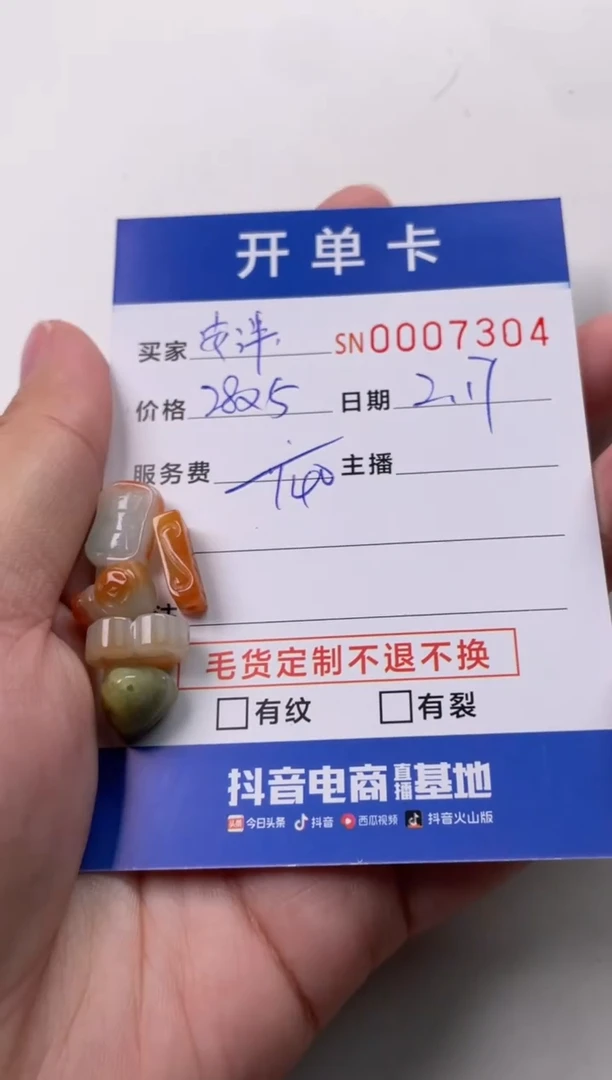 开单卡
买家 SN0007304
价格 日期 2.17
服务费 主播
毛货定制不退不换
有纹 有裂
抖音电商直播基地
头条 今日头条 抖音 西瓜视频 抖音火山版